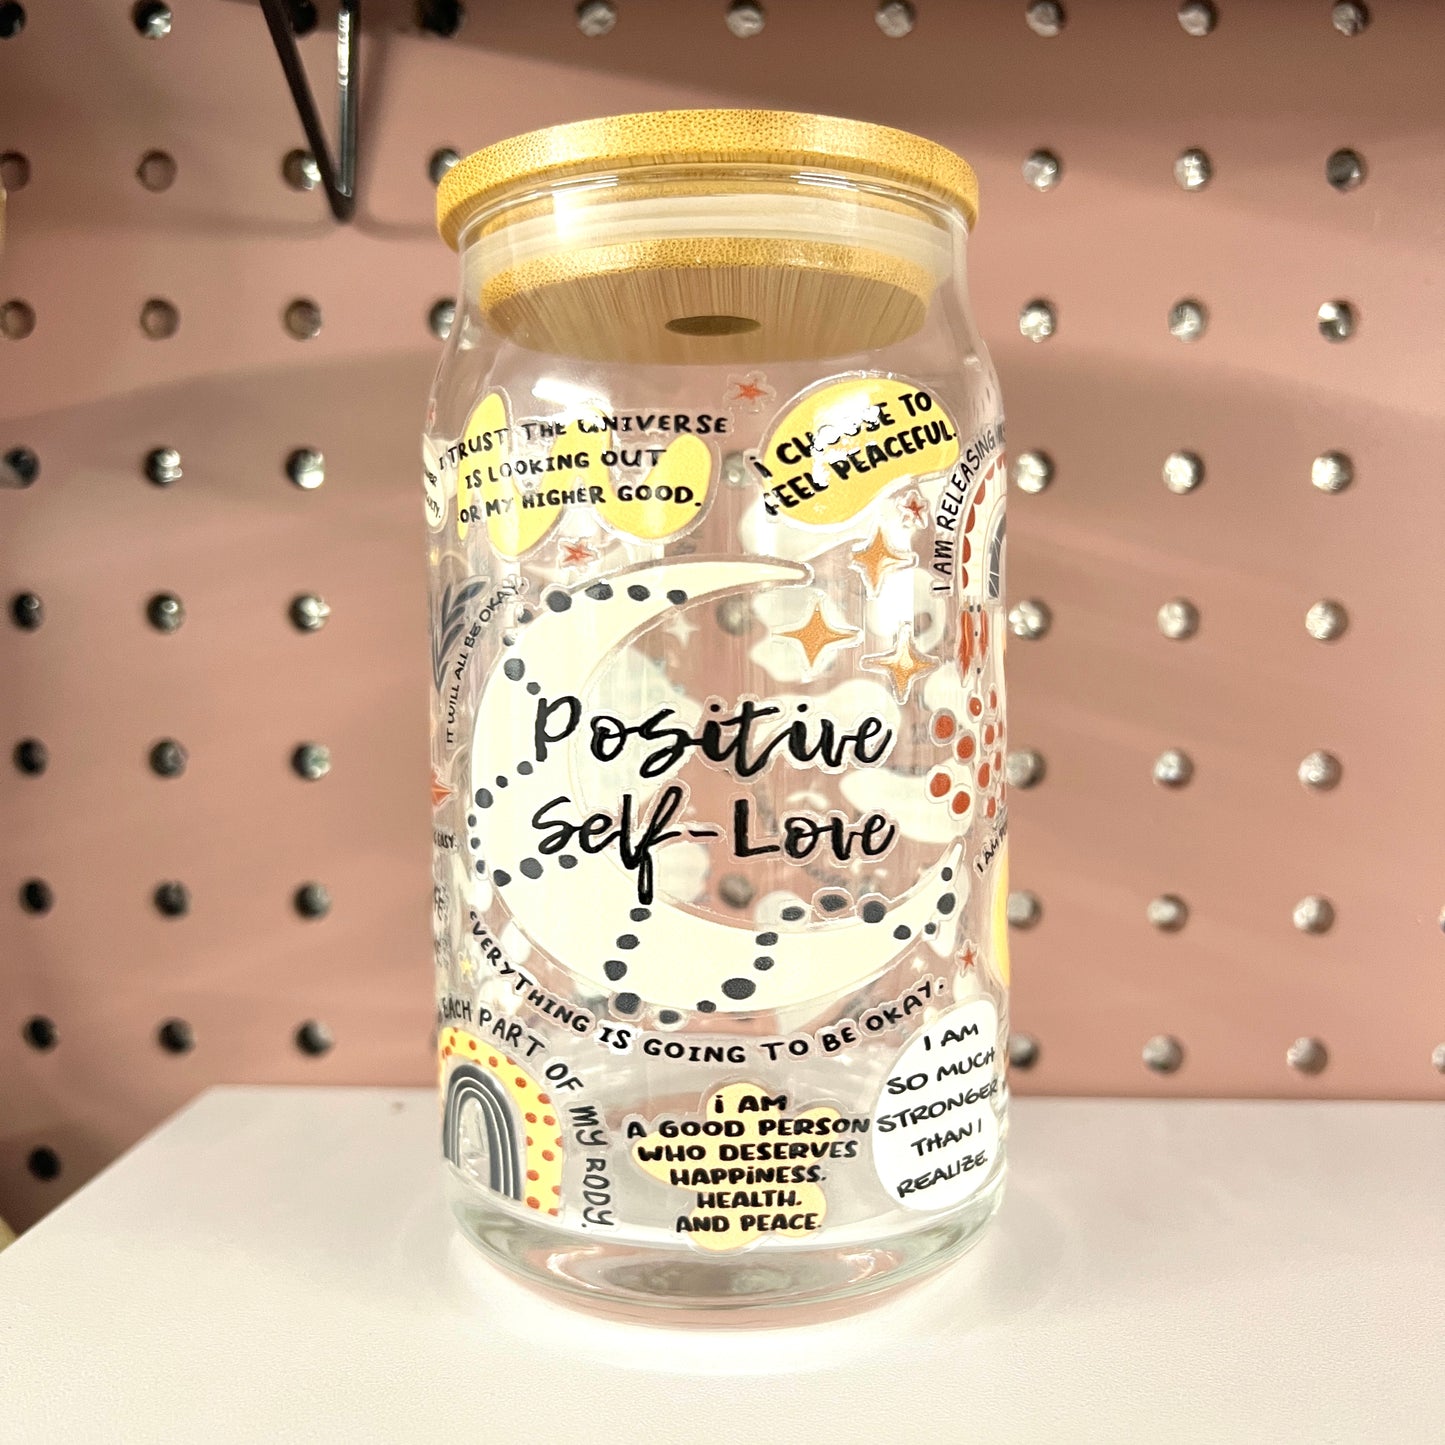 I TRUST THE UNIVERSE
IS LOOKING OUT
FOR MY HIGHER GOOD.
I CHOOSE TO
FEEL PEACEFUL.
I AM RELEASING
IT WILL ALL BE OKAY.
Positive
Self-Love
EASY.
I AM
EVERYTHING IS GOING TO BE OKAY.
EACH PART OF MY BODY.
I AM
A GOOD PERSON
WHO DESERVES
HAPPINESS.
HEALTH.
AND PEACE.
I AM
SO MUCH
STRONGER
THAN I
REALIZE.